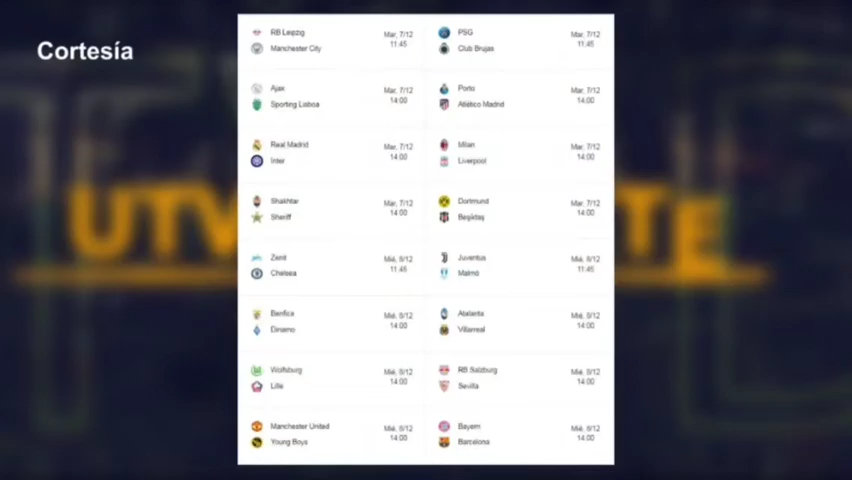 Cortesía
RB Leipzig
Manchester City
Mar, 7/12
11:45
PSG
Club Brujas
Mar, 7/12
11:45
Ajax
Sporting Lisboa
Mar, 7/12
14:00
Porto
Atlético Madrid
Mar, 7/12
14:00
Real Madrid
Inter
Mar, 7/12
14:00
Milan
Liverpool
Mar, 7/12
14:00
Shakhtar
Sheriff
Mar, 7/12
14:00
Dortmund
Beşiktaş
Mar, 7/12
14:00
Zenit
Chelsea
Mié, 8/12
11:45
Juventus
Malmö
Mié, 8/12
11:45
Benfica
Dinamo
Mié, 8/12
14:00
Atalanta
Villarreal
Mié, 8/12
14:00
Wolfsburg
Lille
Mié, 8/12
14:00
RB Salzburg
Sevilla
Mié, 8/12
14:00
Manchester United
Young Boys
Mié, 8/12
14:00
Bayern
Barcelona
Mié, 8/12
14:00